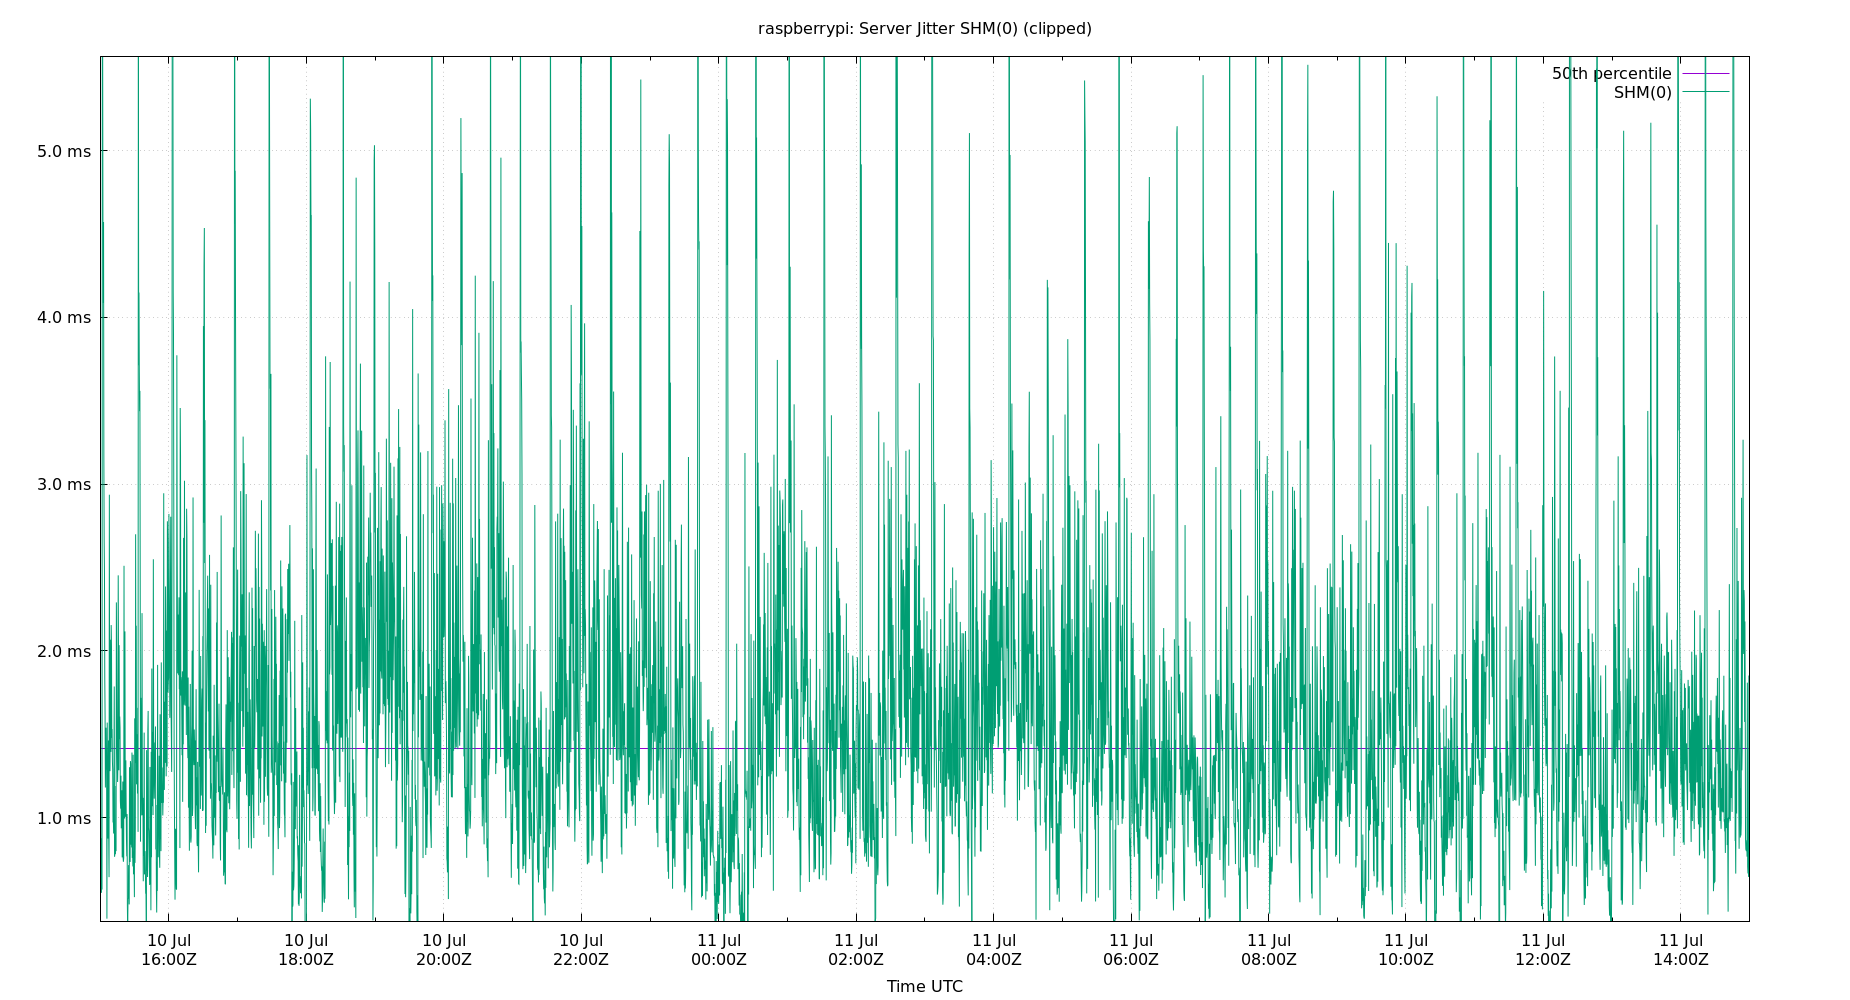 raspberrypi: Server Jitter SHM(0) (clipped)
50th percentile
SHM(0)
5.0 ms
4.0 ms
3.0 ms
2.0 ms
1.0 ms
10 Jul 10 Jul 10 Jul 10 Jul 11 Jul 11 Jul 11 Jul 11 Jul 11 Jul 11 Jul 11 Jul 11 Jul
16:00Z 18:00Z 20:00Z 22:00Z 00:00Z 02:00Z 04:00Z 06:00Z 08:00Z 10:00Z 12:00Z 14:00Z
Time UTC